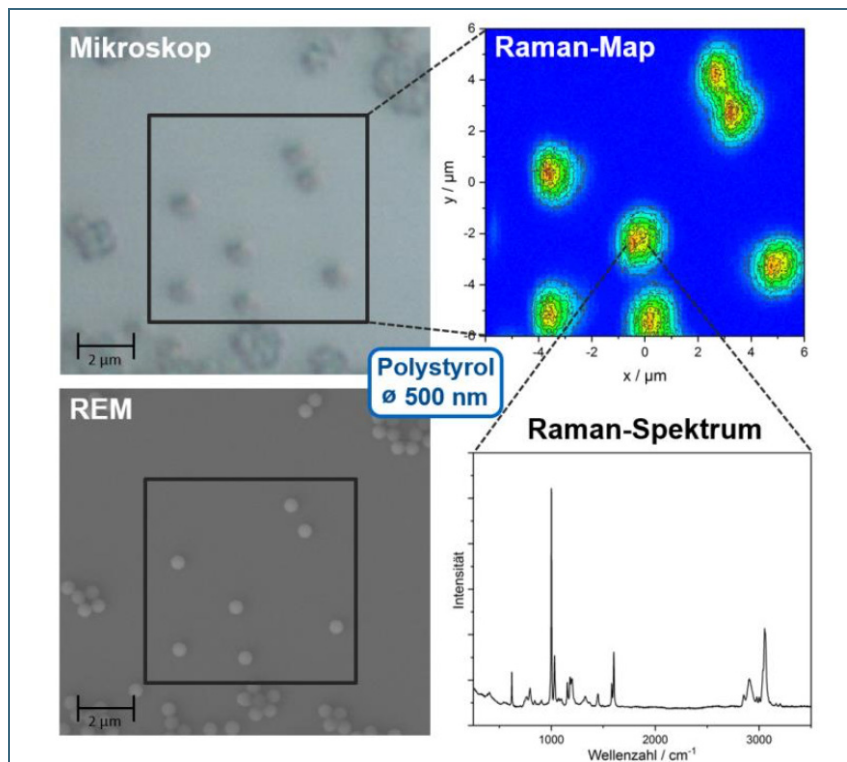 Mikroskop
2 µm
Raman-Map
6
4
2
0
-2
-4
-6
y / µm
-4
-2
0
2
4
6
x / µm
Polystyrol
ø 500 nm
REM
2 µm
Raman-Spektrum
Intensität
1000
2000
3000
Wellenzahl / cm⁻¹